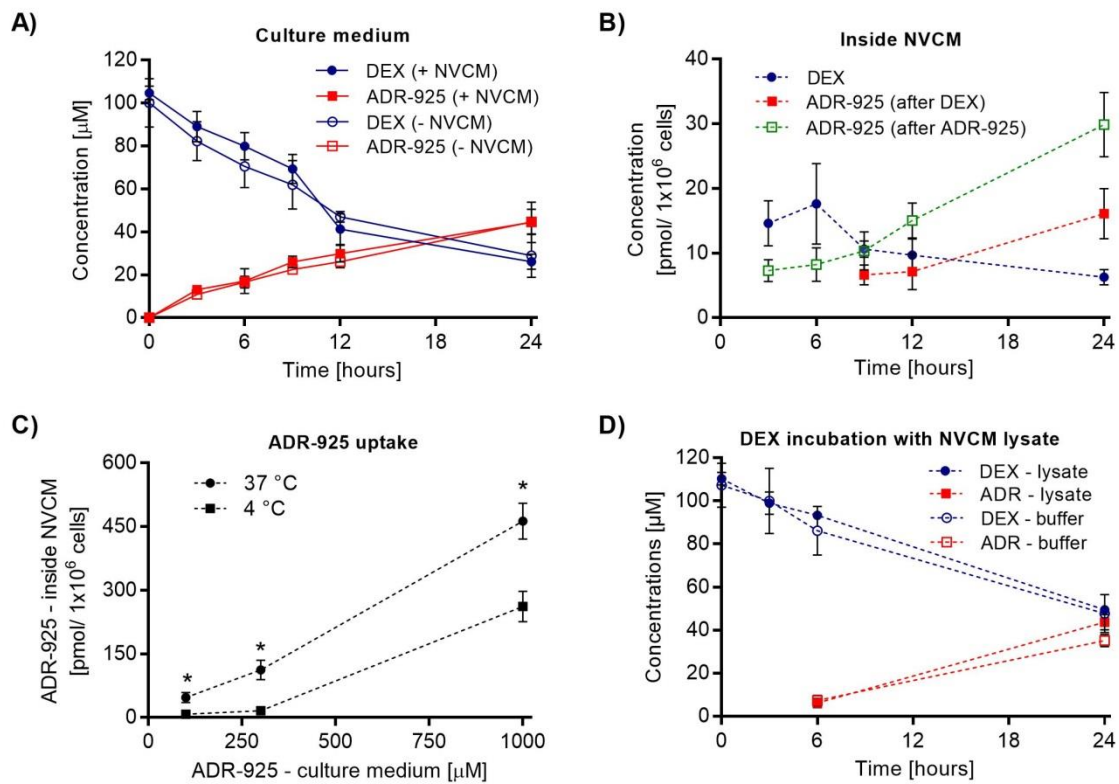 A)
Culture medium
Concentration [µM]
120
100
80
60
40
20
0
DEX (+ NVCM)
ADR-925 (+ NVCM)
DEX (- NVCM)
ADR-925 (- NVCM)
0 6 12 18 24
Time [hours]
B)
Inside NVCM
Concentration
[pmol/ 1x10⁶ cells]
40
30
20
10
0
DEX
ADR-925 (after DEX)
ADR-925 (after ADR-925)
0 6 12 18 24
Time [hours]
C)
ADR-925 uptake
ADR-925 - inside NVCM
[pmol/ 1x10⁶ cells]
600
450
300
150
0
37 °C
4 °C
*
*
*
0 250 500 750 1000
ADR-925 - culture medium [µM]
D)
DEX incubation with NVCM lysate
Concentrations [µM]
120
100
80
60
40
20
0
DEX - lysate
ADR - lysate
DEX - buffer
ADR - buffer
0 6 12 18 24
Time [hours]